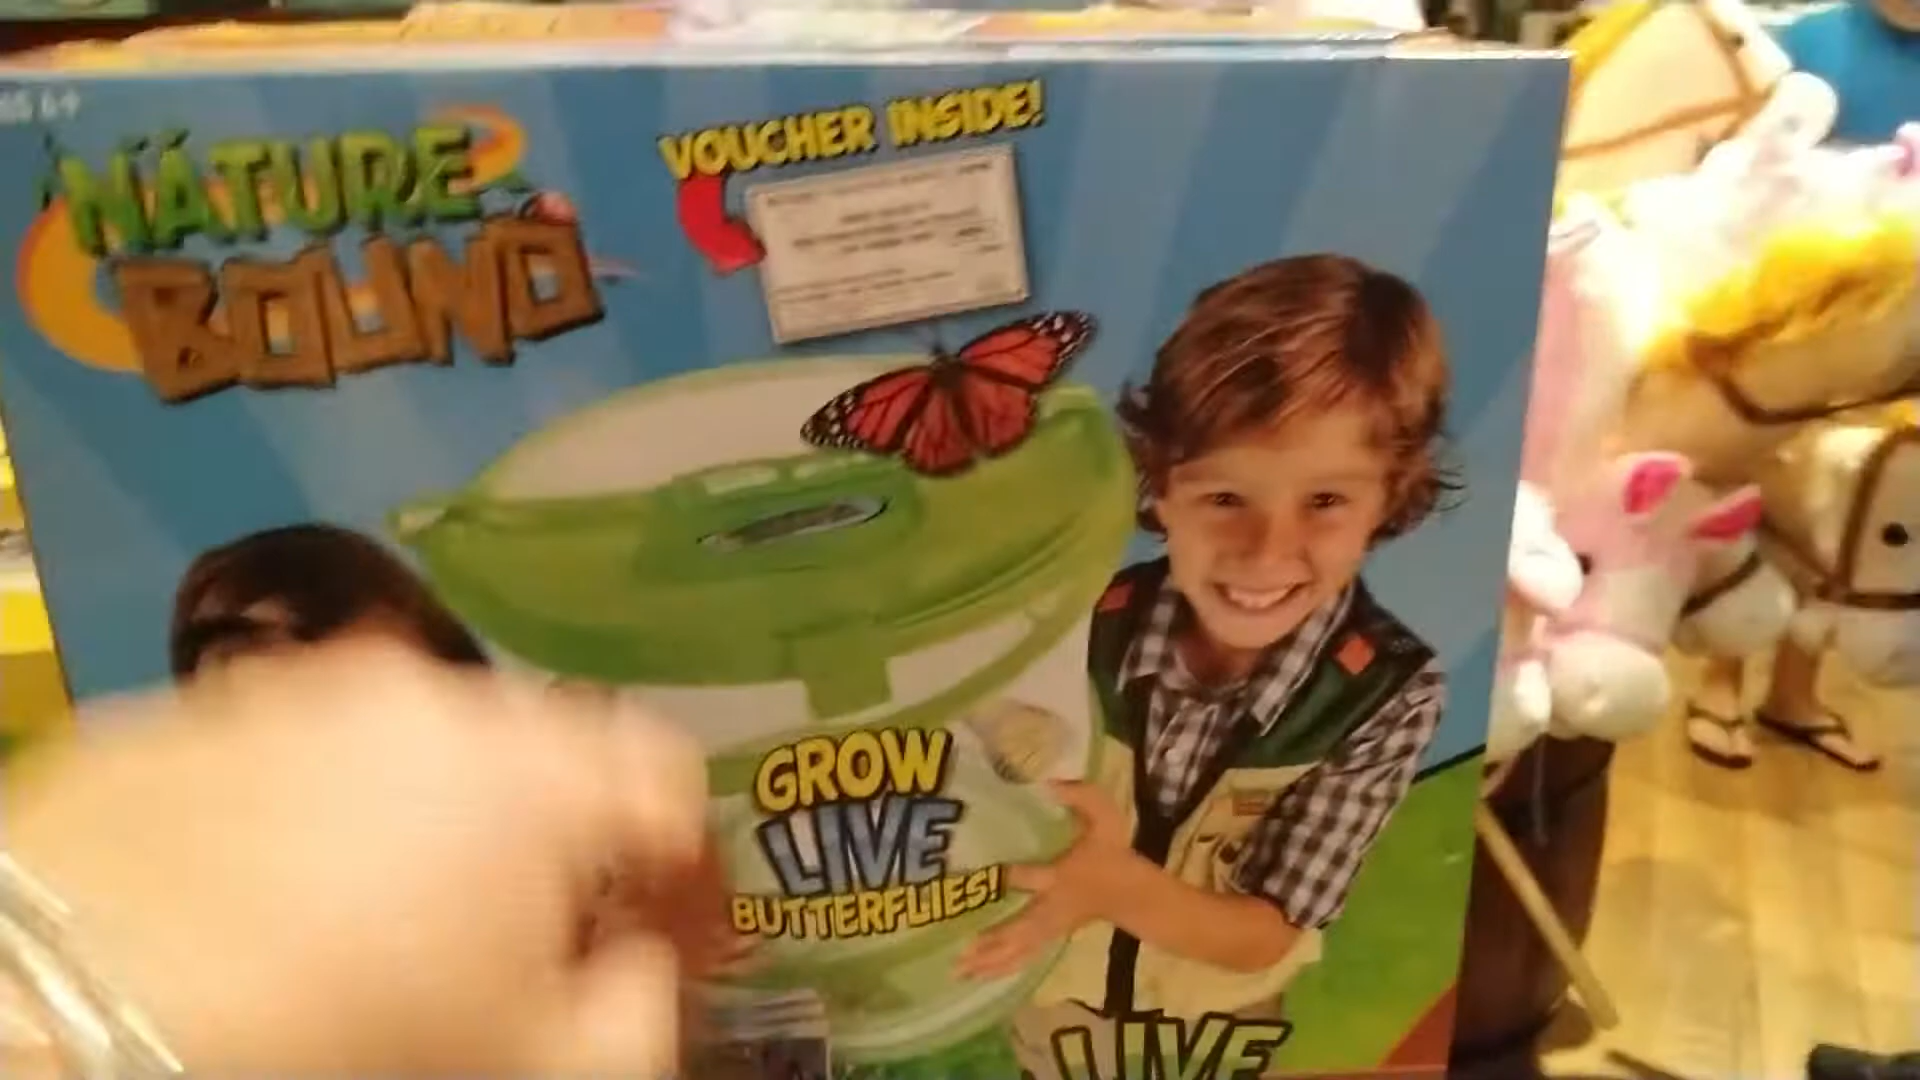 NATURE
BOUND
VOUCHER INSIDE!
GROW
LIVE
BUTTERFLIES!
LIVE